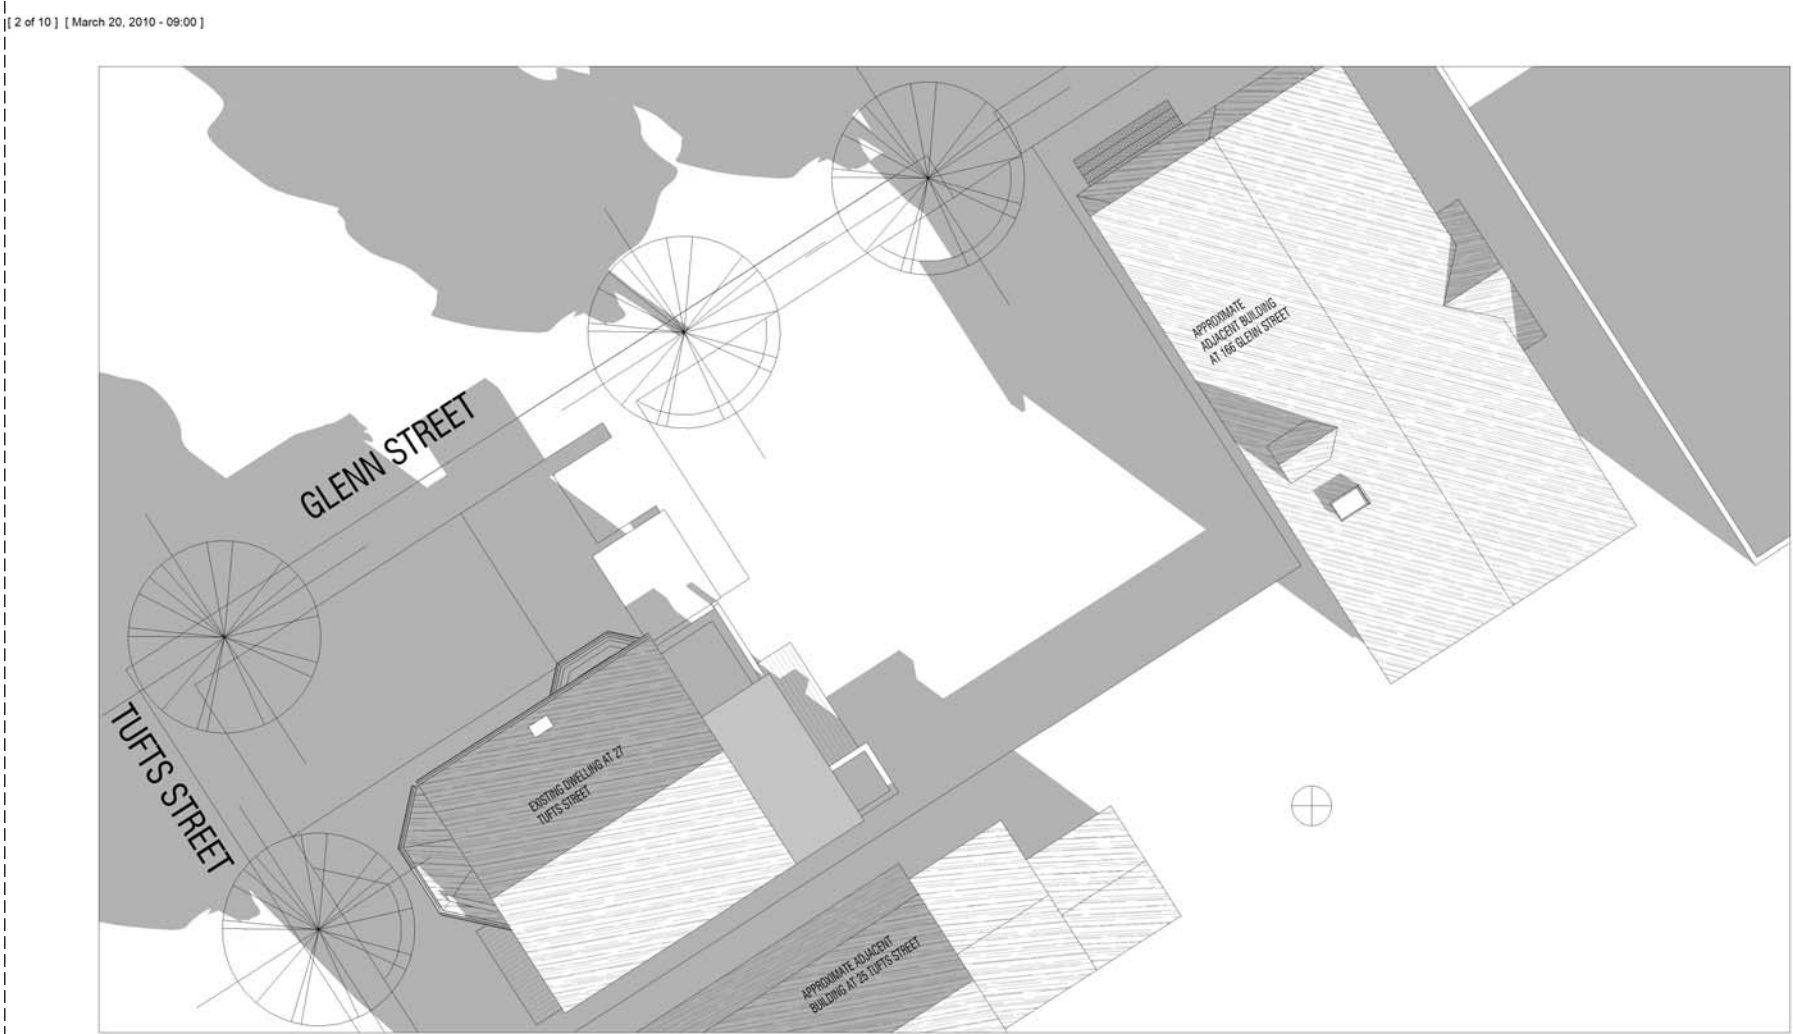 [ 2 of 10 ] [ March 20, 2010 - 09:00 ]
APPROXIMATE
ADJACENT BUILDING
AT 166 GLENN STREET
GLENN STREET
TUFTS STREET
EXISTING DWELLING AT 27
TUFTS STREET
APPROXIMATE ADJACENT
BUILDING AT 25 TUFTS STREET